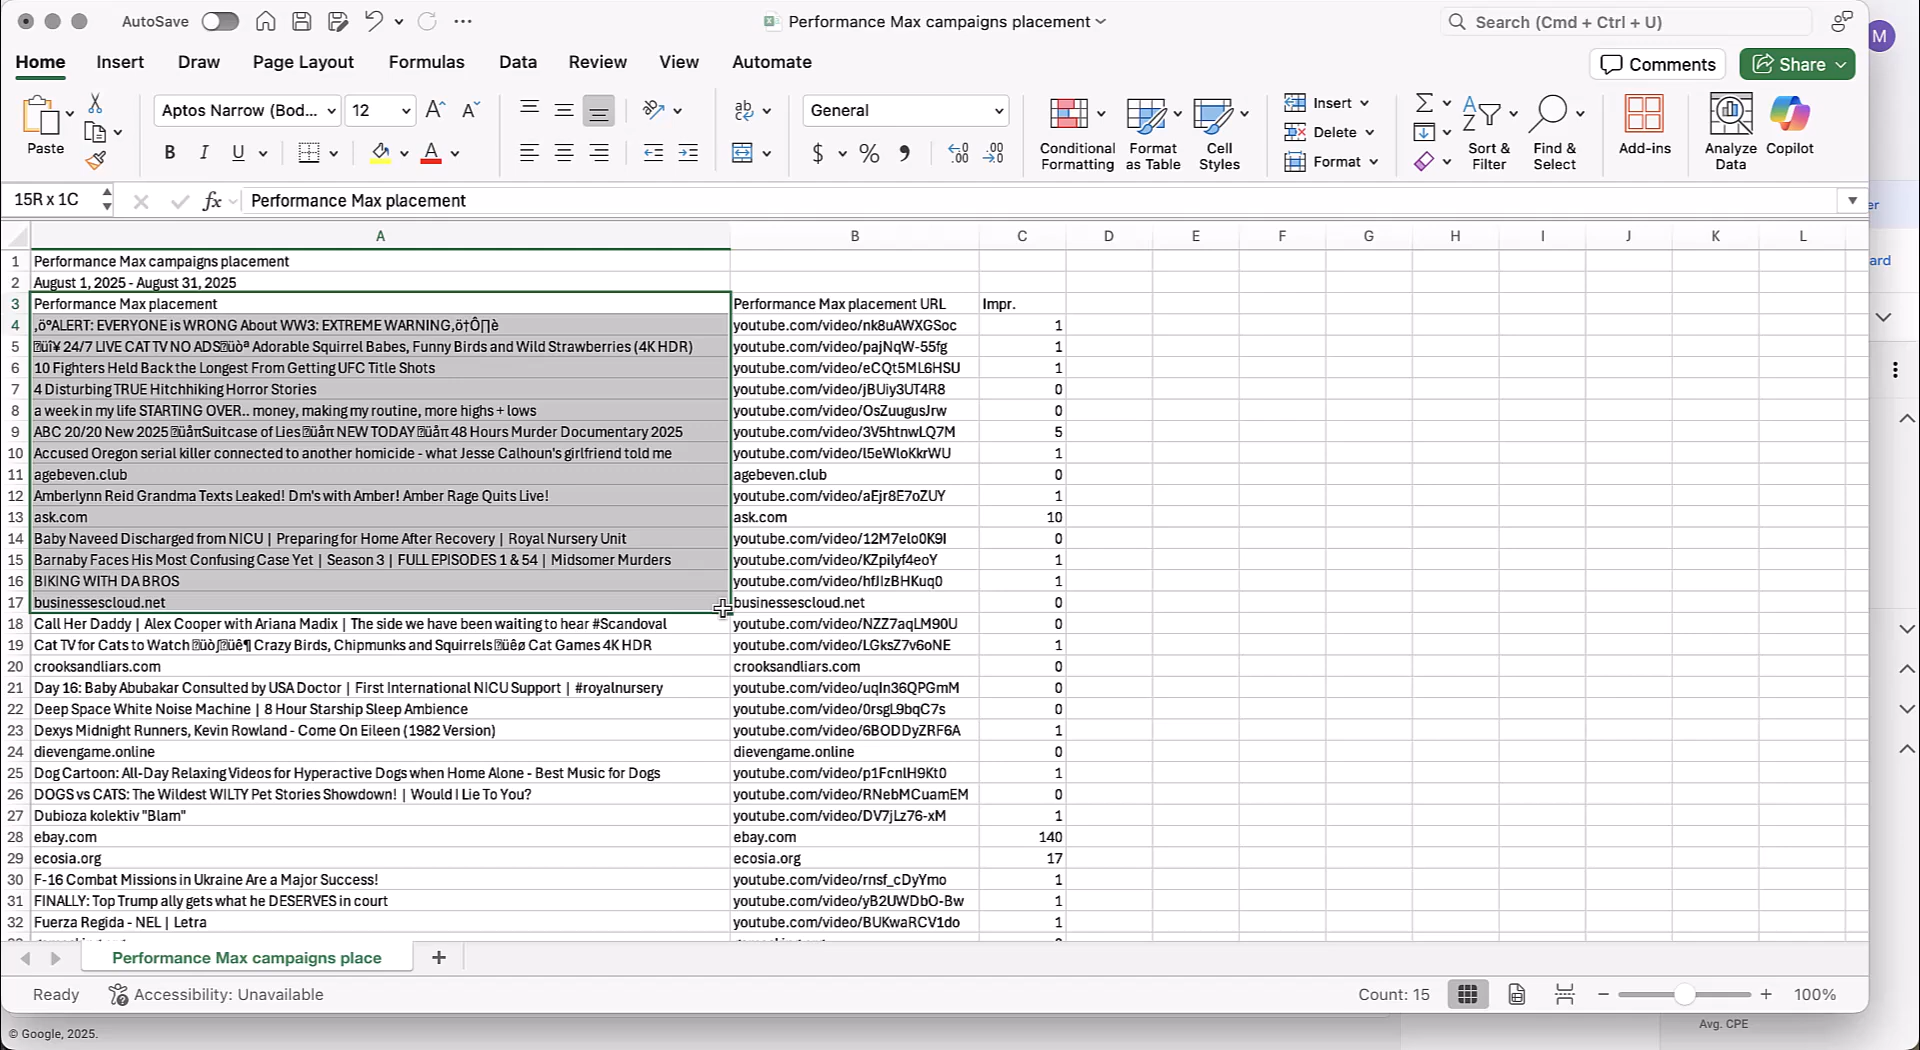 AutoSave
Performance Max campaigns placement
Search (Cmd + Ctrl + U)
M
Home Insert Draw Page Layout Formulas Data Review View Automate
Comments Share
Paste
Aptos Narrow (Bod... 12
B I U
ab
General
$ %
Conditional Formatting
Format as Table
Cell Styles
Insert
Delete
Format
Sort & Filter
Find & Select
Add-ins
Analyze Data
Copilot
15R x 1C fx Performance Max placement
er
ard
A B C D E F G H I J K L
1 Performance Max campaigns placement
2 August 1, 2025 - August 31, 2025
3 Performance Max placement Performance Max placement URL Impr.
4 ‚ö°ALERT: EVERYONE is WRONG About WW3: EXTREME WARNING‚ö†Ô∏è youtube.com/video/nk8uAWXGSoc 1
5 24/7 LIVE CAT TV NO ADS Adorable Squirrel Babes, Funny Birds and Wild Strawberries (4K HDR) youtube.com/video/pajNqW-55fg 1
6 10 Fighters Held Back the Longest From Getting UFC Title Shots youtube.com/video/eCQt5ML6HSU 1
7 4 Disturbing TRUE Hitchhiking Horror Stories youtube.com/video/jBUiy3UT4R8 0
8 a week in my life STARTING OVER.. money, making my routine, more highs + lows youtube.com/video/OsZuugusJrw 0
9 ABC 20/20 New 2025 Suitcase of Lies NEW TODAY 48 Hours Murder Documentary 2025 youtube.com/video/3V5htnwLQ7M 5
10 Accused Oregon serial killer connected to another homicide - what Jesse Calhoun's girlfriend told me youtube.com/video/l5eWloKkrWU 1
11 agebeven.club agebeven.club 0
12 Amberlynn Reid Grandma Texts Leaked! Dm's with Amber! Amber Rage Quits Live! youtube.com/video/aEjr8E7oZUY 1
13 ask.com ask.com 10
14 Baby Naveed Discharged from NICU | Preparing for Home After Recovery | Royal Nursery Unit youtube.com/video/12M7eIo0K9I 0
15 Barnaby Faces His Most Confusing Case Yet | Season 3 | FULL EPISODES 1 & 54 | Midsomer Murders youtube.com/video/KZpilyf4eoY 1
16 BIKING WITH DA BROS youtube.com/video/hfJIzBHKuq0 1
17 businessescloud.net businessescloud.net 0
18 Call Her Daddy | Alex Cooper with Ariana Madix | The side we have been waiting to hear #Scandoval youtube.com/video/NZZ7aqLM90U 0
19 Cat TV for Cats to Watch Crazy Birds, Chipmunks and Squirrels Cat Games 4K HDR youtube.com/video/LGksZ7v6oNE 1
20 crooksandliars.com crooksandliars.com 0
21 Day 16: Baby Abubakar Consulted by USA Doctor | First International NICU Support | #royalnursery youtube.com/video/uqIn36QPGmM 0
22 Deep Space White Noise Machine | 8 Hour Starship Sleep Ambience youtube.com/video/0rsgL9bqC7s 0
23 Dexys Midnight Runners, Kevin Rowland - Come On Eileen (1982 Version) youtube.com/video/6BODDyZRF6A 1
24 dievengame.online dievengame.online 0
25 Dog Cartoon: All-Day Relaxing Videos for Hyperactive Dogs when Home Alone - Best Music for Dogs youtube.com/video/p1FcnlH9Kt0 1
26 DOGS vs CATS: The Wildest WILTY Pet Stories Showdown! | Would I Lie To You? youtube.com/video/RNebMCuamEM 0
27 Dubioza kolektiv "Blam" youtube.com/video/DV7jLz76-xM 1
28 ebay.com ebay.com 140
29 ecosia.org ecosia.org 17
30 F-16 Combat Missions in Ukraine Are a Major Success! youtube.com/video/rnsf_cDyYmo 1
31 FINALLY: Top Trump ally gets what he DESERVES in court youtube.com/video/yB2UWDbO-Bw 1
32 Fuerza Regida - NEL | Letra youtube.com/video/BUKwaRCV1do 1
Performance Max campaigns place +
Ready Accessibility: Unavailable Count: 15 100%
© Google, 2025.
Avg. CPE